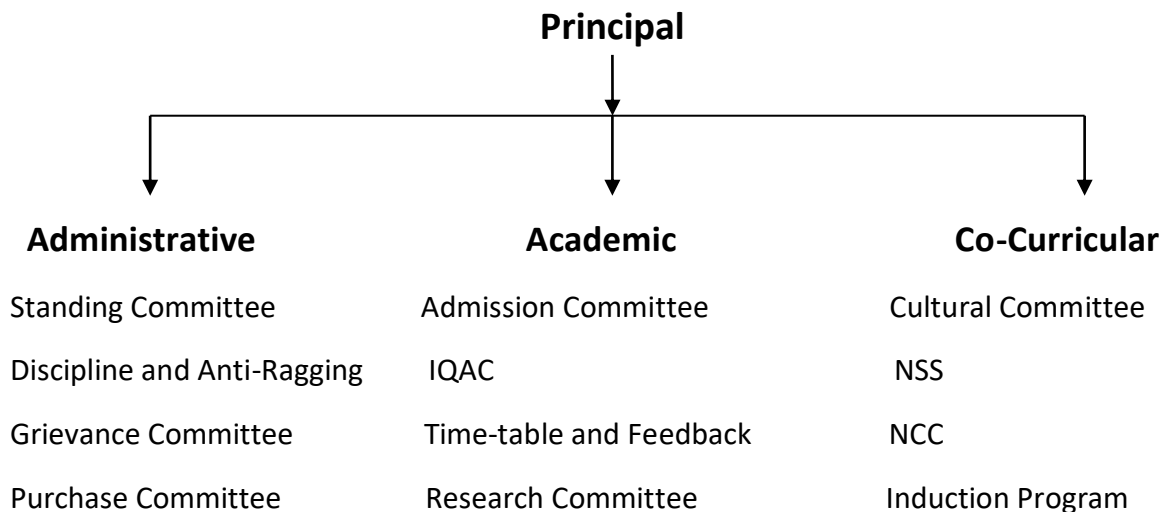 Principal
Administrative Academic Co-Curricular
Standing Committee Admission Committee Cultural Committee
Discipline and Anti-Ragging IQAC NSS
Grievance Committee Time-table and Feedback NCC
Purchase Committee Research Committee Induction Program